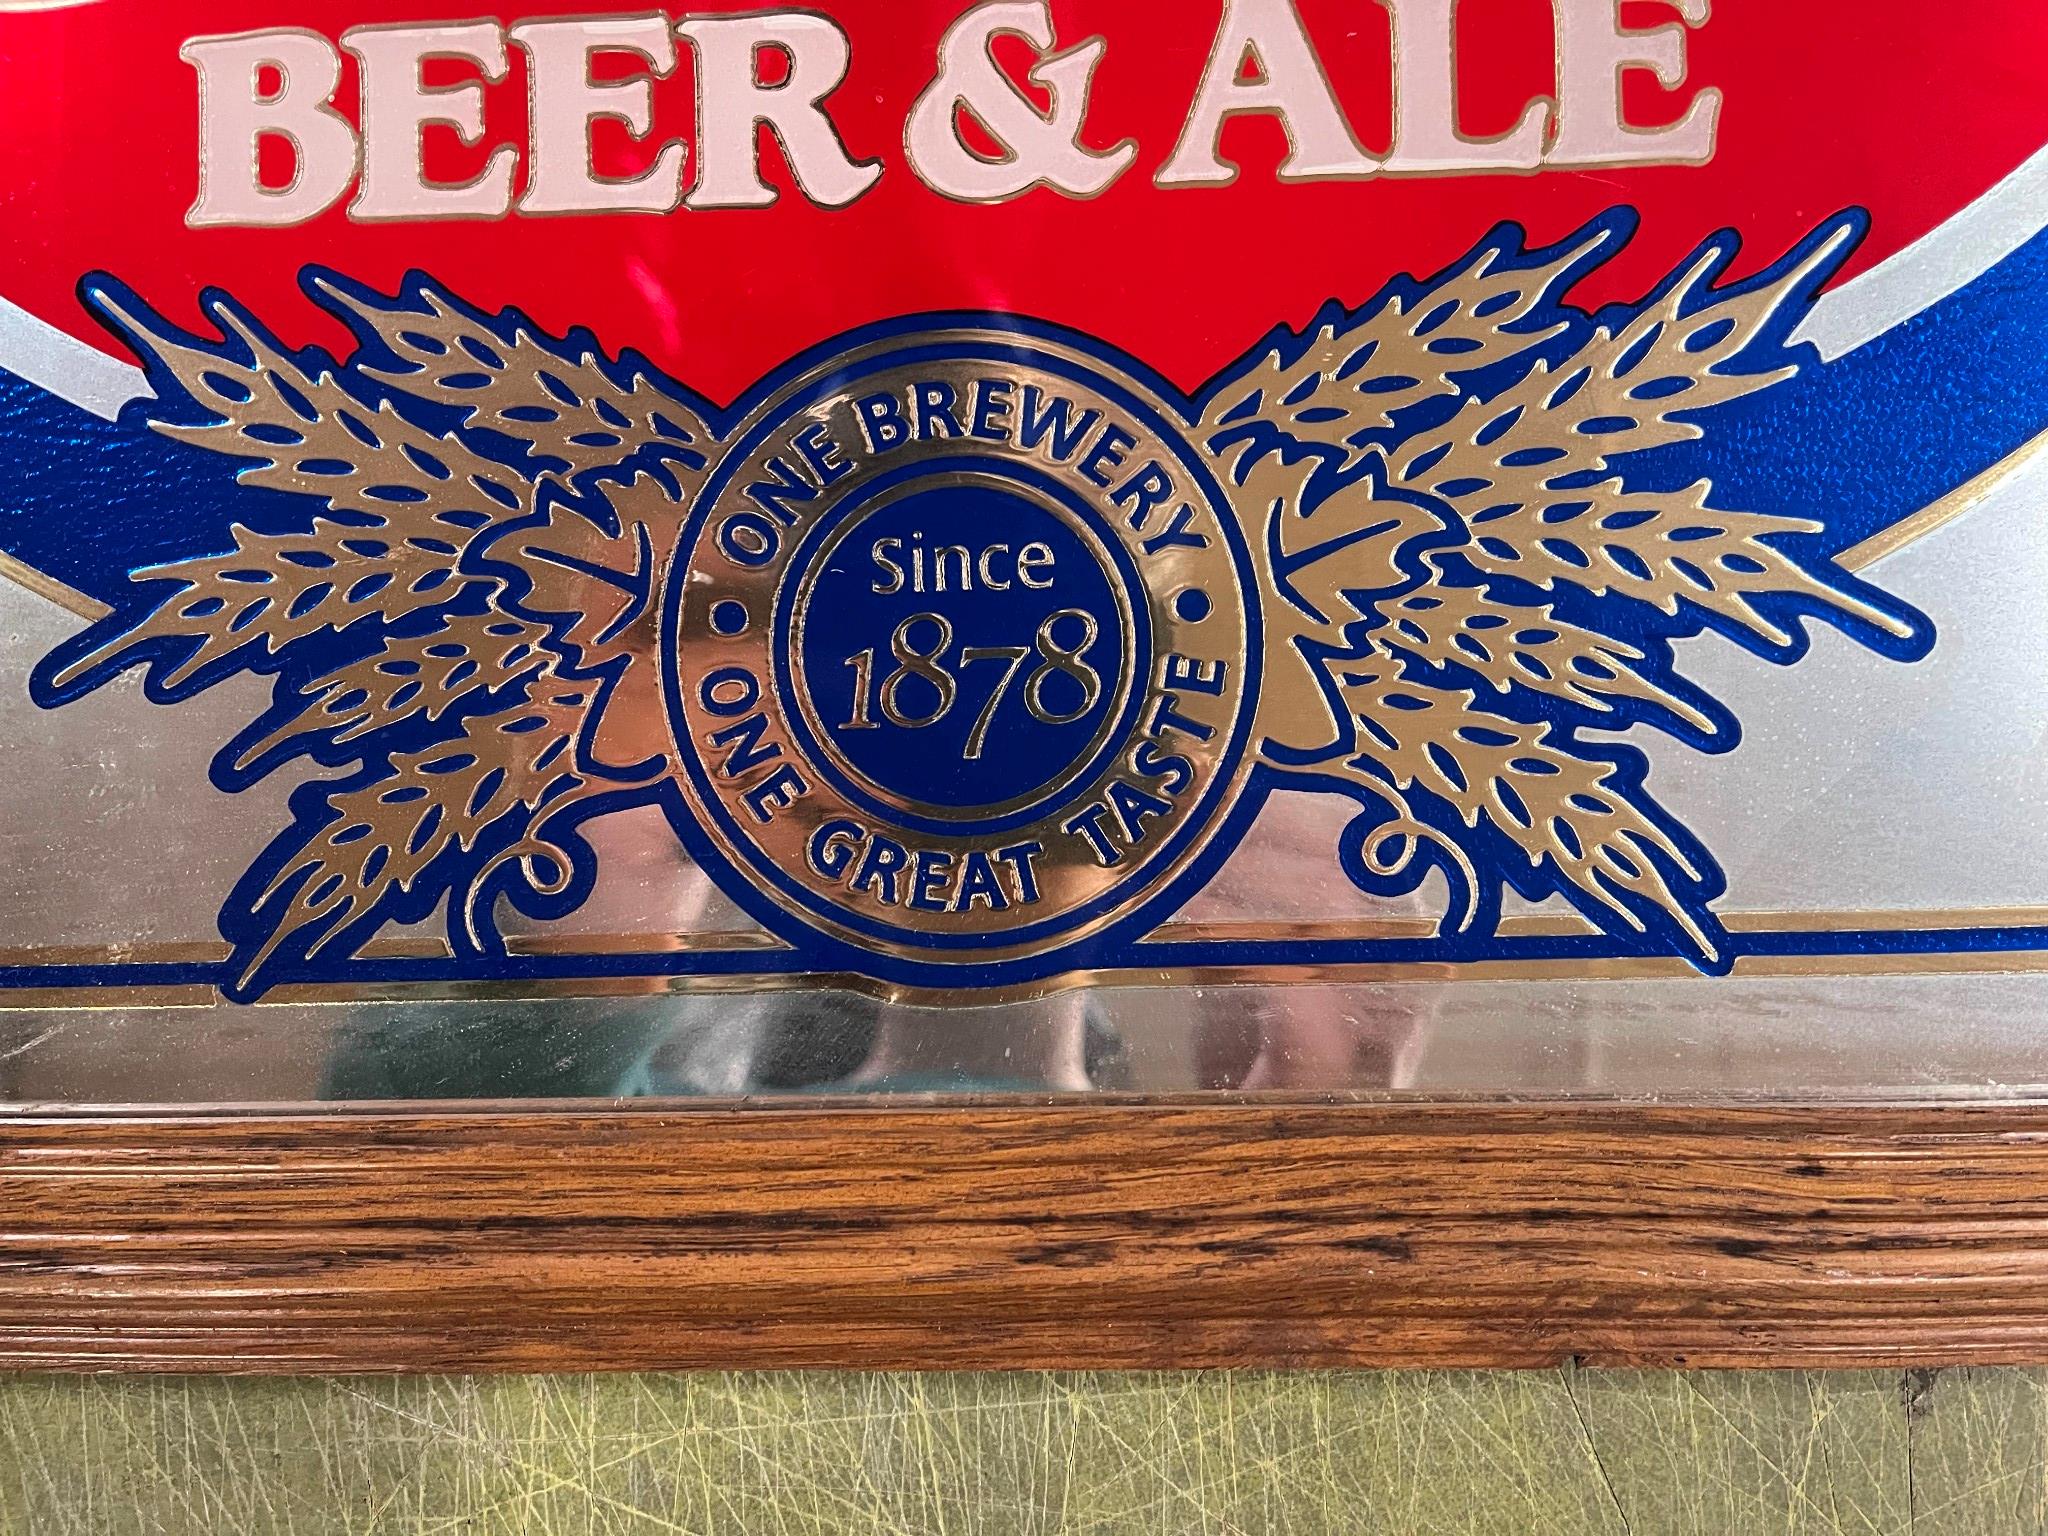 BEER & ALE
ONE BREWERY
Since
1878
ONE GREAT TASTE